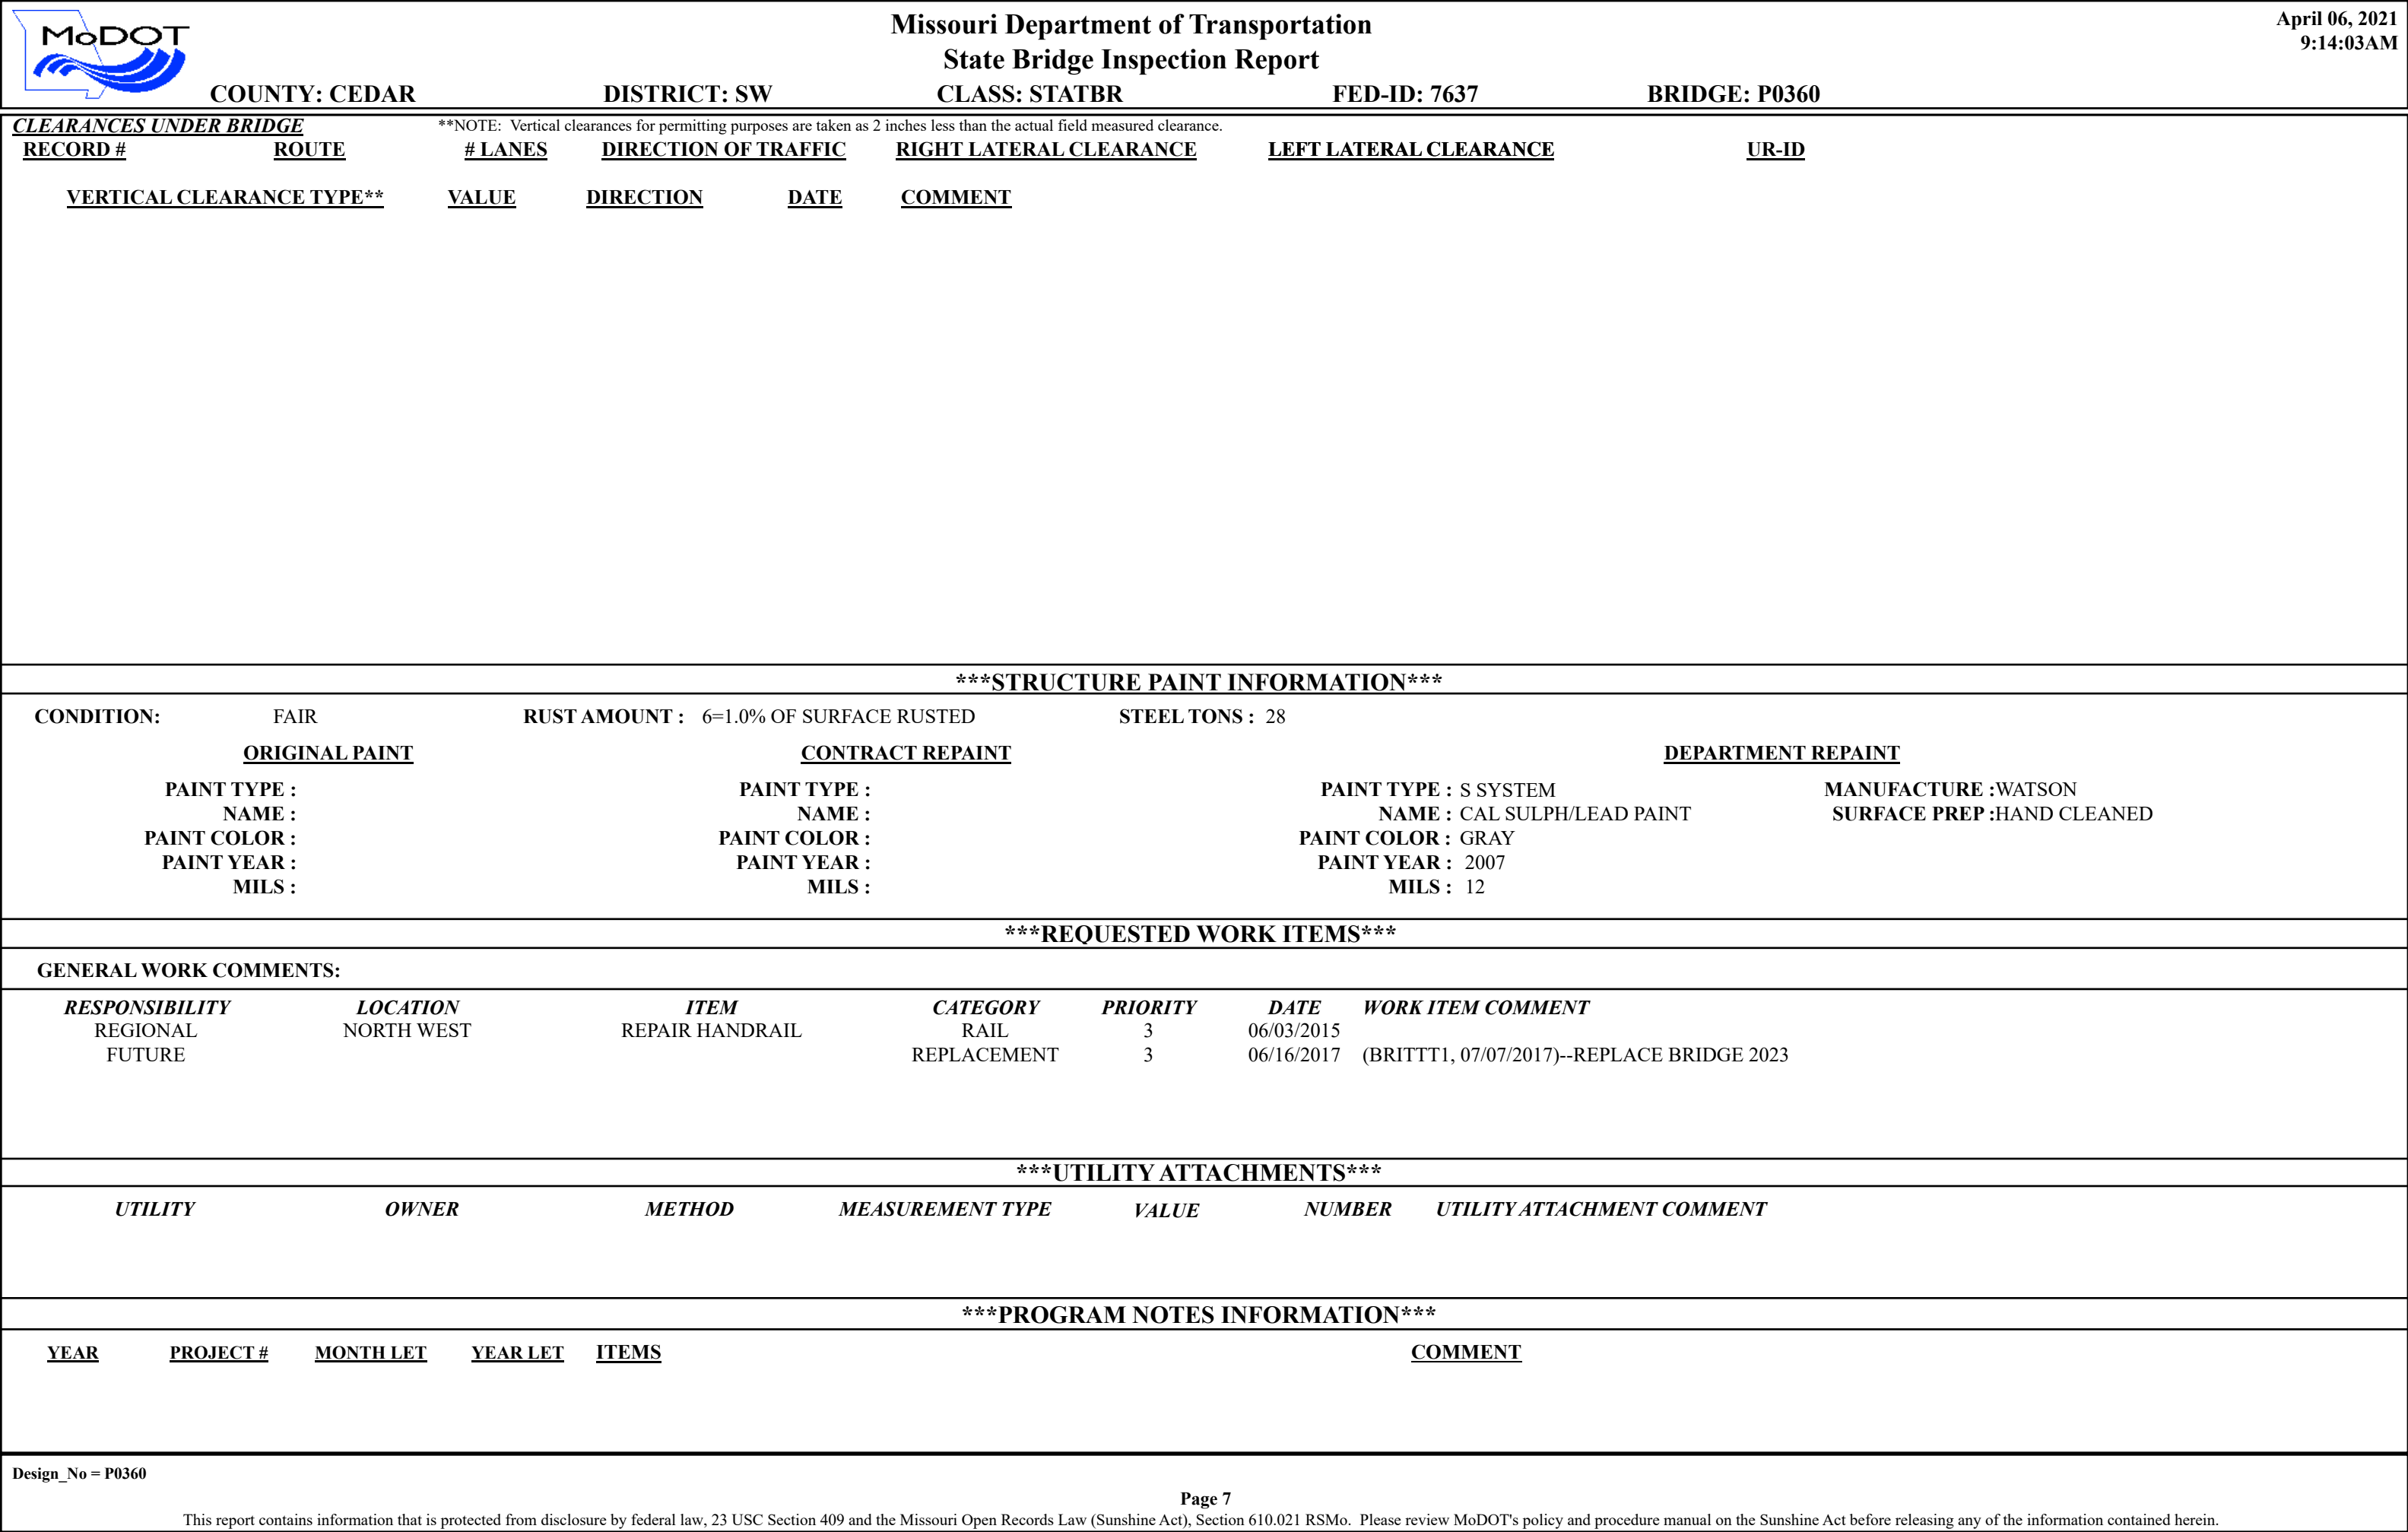 MoDOT
Missouri Department of Transportation
State Bridge Inspection Report
April 06, 2021
9:14:03AM
COUNTY: CEDAR DISTRICT: SW CLASS: STATBR FED-ID: 7637 BRIDGE: P0360
CLEARANCES UNDER BRIDGE **NOTE: Vertical clearances for permitting purposes are taken as 2 inches less than the actual field measured clearance.
RECORD # ROUTE # LANES DIRECTION OF TRAFFIC RIGHT LATERAL CLEARANCE LEFT LATERAL CLEARANCE UR-ID
VERTICAL CLEARANCE TYPE** VALUE DIRECTION DATE COMMENT
***STRUCTURE PAINT INFORMATION***
CONDITION: FAIR RUST AMOUNT : 6=1.0% OF SURFACE RUSTED STEEL TONS : 28
ORIGINAL PAINT CONTRACT REPAINT DEPARTMENT REPAINT
PAINT TYPE : PAINT TYPE : PAINT TYPE : S SYSTEM MANUFACTURE :WATSON
NAME : NAME : NAME : CAL SULPH/LEAD PAINT SURFACE PREP :HAND CLEANED
PAINT COLOR : PAINT COLOR : PAINT COLOR : GRAY
PAINT YEAR : PAINT YEAR : PAINT YEAR : 2007
MILS : MILS : MILS : 12
***REQUESTED WORK ITEMS***
GENERAL WORK COMMENTS:
RESPONSIBILITY LOCATION ITEM CATEGORY PRIORITY DATE WORK ITEM COMMENT
REGIONAL NORTH WEST REPAIR HANDRAIL RAIL 3 06/03/2015
FUTURE REPLACEMENT 3 06/16/2017 (BRITTT1, 07/07/2017)--REPLACE BRIDGE 2023
***UTILITY ATTACHMENTS***
UTILITY OWNER METHOD MEASUREMENT TYPE VALUE NUMBER UTILITY ATTACHMENT COMMENT
***PROGRAM NOTES INFORMATION***
YEAR PROJECT # MONTH LET YEAR LET ITEMS COMMENT
Design_No = P0360
Page 7
This report contains information that is protected from disclosure by federal law, 23 USC Section 409 and the Missouri Open Records Law (Sunshine Act), Section 610.021 RSMo. Please review MoDOT's policy and procedure manual on the Sunshine Act before releasing any of the information contained herein.